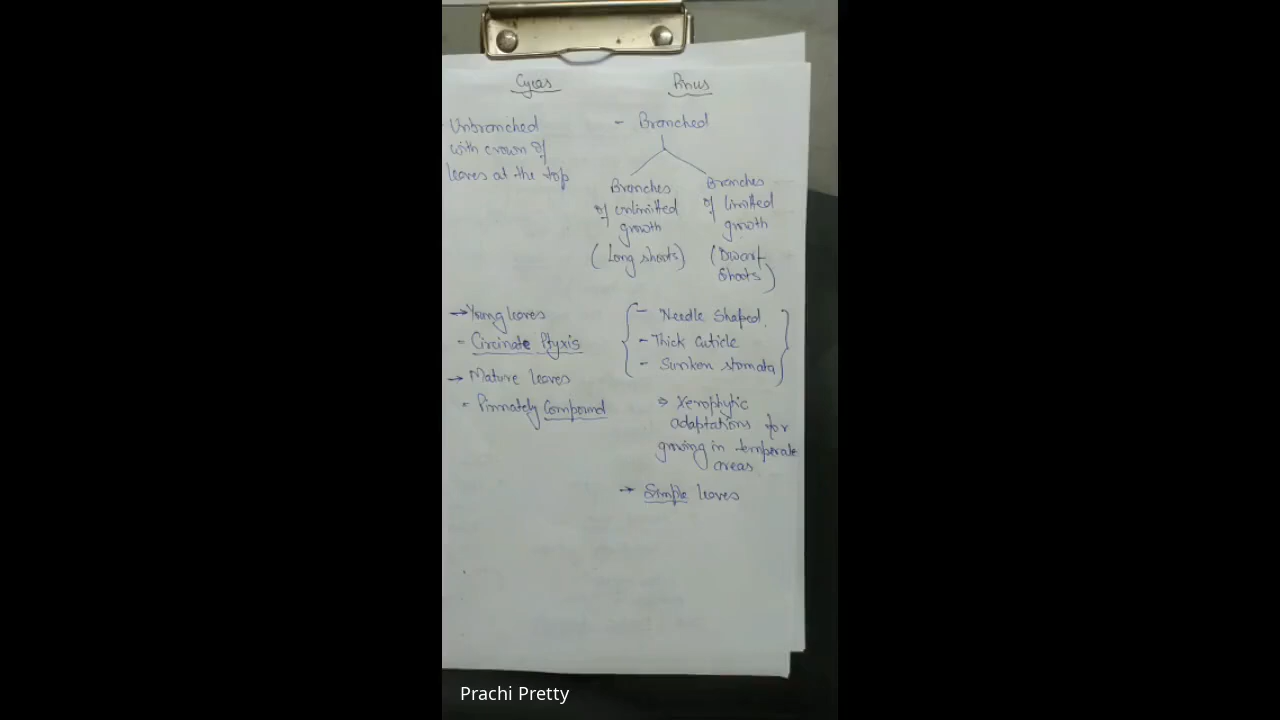 Cycas
Pinus
Unbranched
with crown of
leaves at the top
- Branched
Branches
of unlimitted
growth
(Long shoots)
Branches
of limitted
growth
(Dwarf
Shoots)
→ Young leaves
- Circinate Ptyxis
→ Mature leaves
- Pinnately Compound
- Needle Shaped
- Thick Cuticle
- Sunken stomata
⇒ Xerophytic
adaptations for
growing in temperate
areas
→ Simple leaves
Prachi Pretty